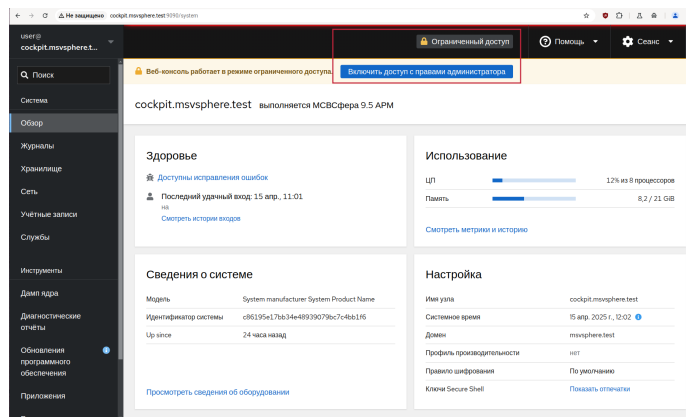 Не защищено cockpit.msvsphere.test:9090/system
user@
cockpit.msvsphere.t...
Ограниченный доступ
Помощь
Сеанс
Поиск
Система
Обзор
Журналы
Хранилище
Сеть
Учётные записи
Службы
Инструменты
Дамп ядра
Диагностические
отчёты
Обновления
программного
обеспечения
Приложения
Веб-консоль работает в режиме ограниченного доступа.
Включить доступ с правами администратора
cockpit.msvsphere.test выполняется МСВСфера 9.5 АРМ
Здоровье
Доступны исправления ошибок
Последний удачный вход: 15 апр., 11:01
на
Смотреть истории входов
Использование
ЦП 12% из 8 процессоров
Память 8,2 / 21 GiB
Смотреть метрики и историю
Сведения о системе
Модель System manufacturer System Product Name
Идентификатор системы c86195e17bb34e48939079bc7c4bb1f6
Up since 24 часа назад
Просмотреть сведения об оборудовании
Настройка
Имя узла cockpit.msvsphere.test
Системное время 15 апр. 2025 г., 12:02
Домен msvsphere.test
Профиль производительности нет
Правило шифрования По умолчанию
Ключи Secure Shell Показать отпечатки